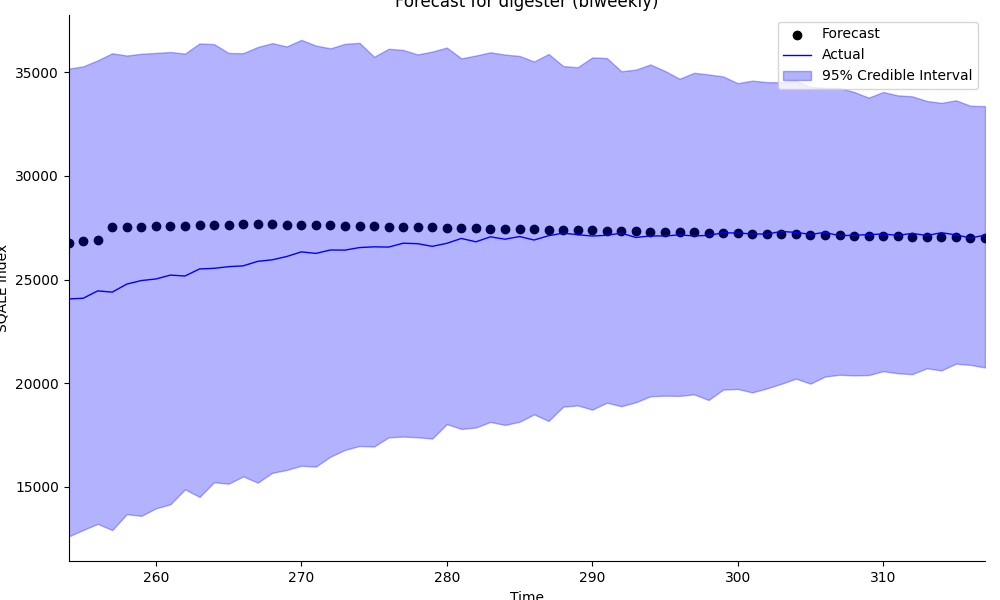 Forecast for digester (biweekly)
Forecast
Actual
95% Credible Interval
35000
30000
25000
20000
15000
SQALE Index
260
270
280
290
300
310
Time